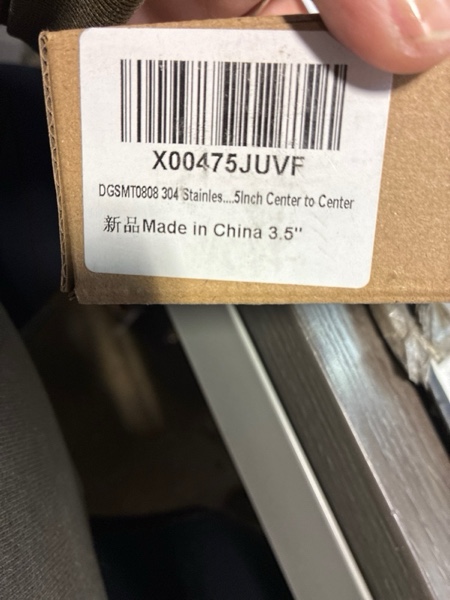 X00475JUVF
DGSMT0808 304 Stainles....5Inch Center to Center
新品Made in China 3.5''